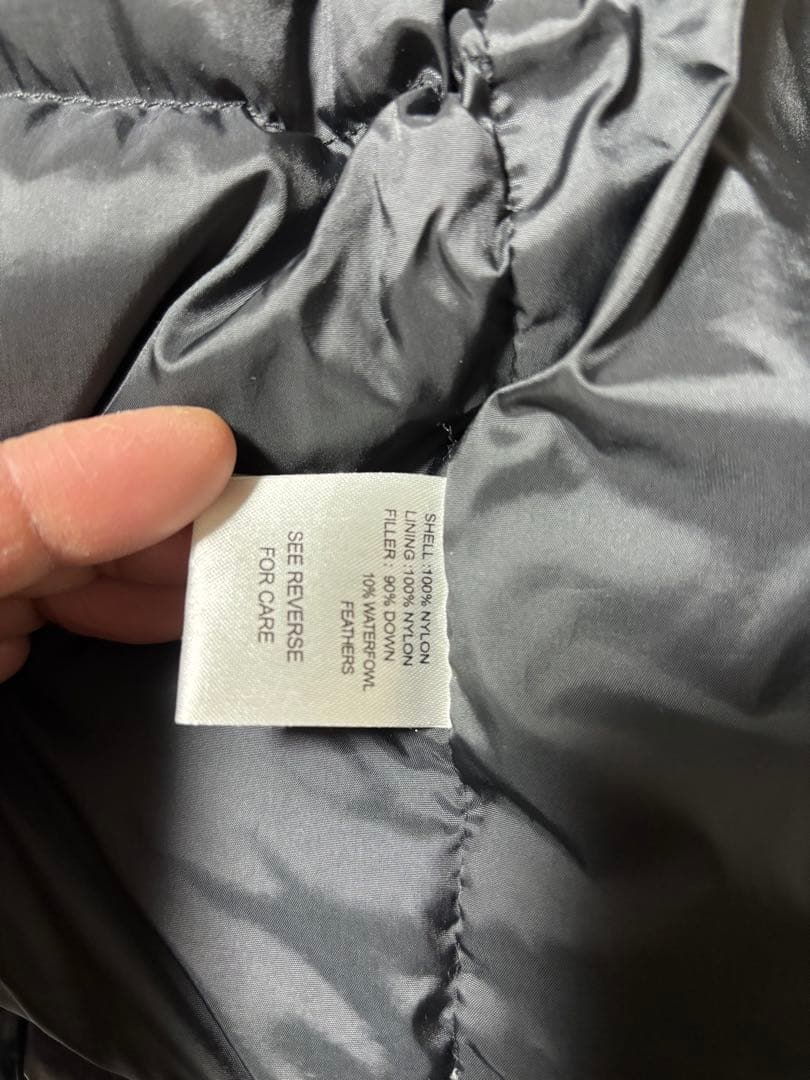 SHELL :100% NYLON
LINING :100% NYLON
FILLER : 90% DOWN
10% WATERFOWL
FEATHERS
SEE REVERSE
FOR CARE